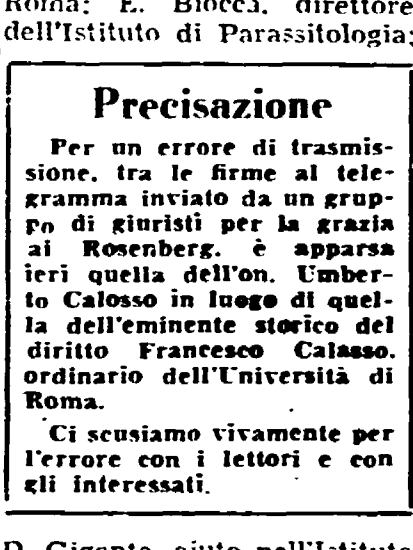 Roma; E. Biocca, direttore
dell'Istituto di Parassitologia;
Precisazione
Per un errore di trasmis-
sione, tra le firme al tele-
gramma inviato da un grup-
po di giuristi per la grazia
ai Rosenberg, è apparsa
ieri quella dell'on. Umber-
to Calosso in luogo di quel-
la dell'eminente storico del
diritto Francesco Calasso,
ordinario dell'Università di
Roma.
Ci scusiamo vivamente per
l'errore con i lettori e con
gli interessati.
D. Gigante, aiuto nell'Istituto